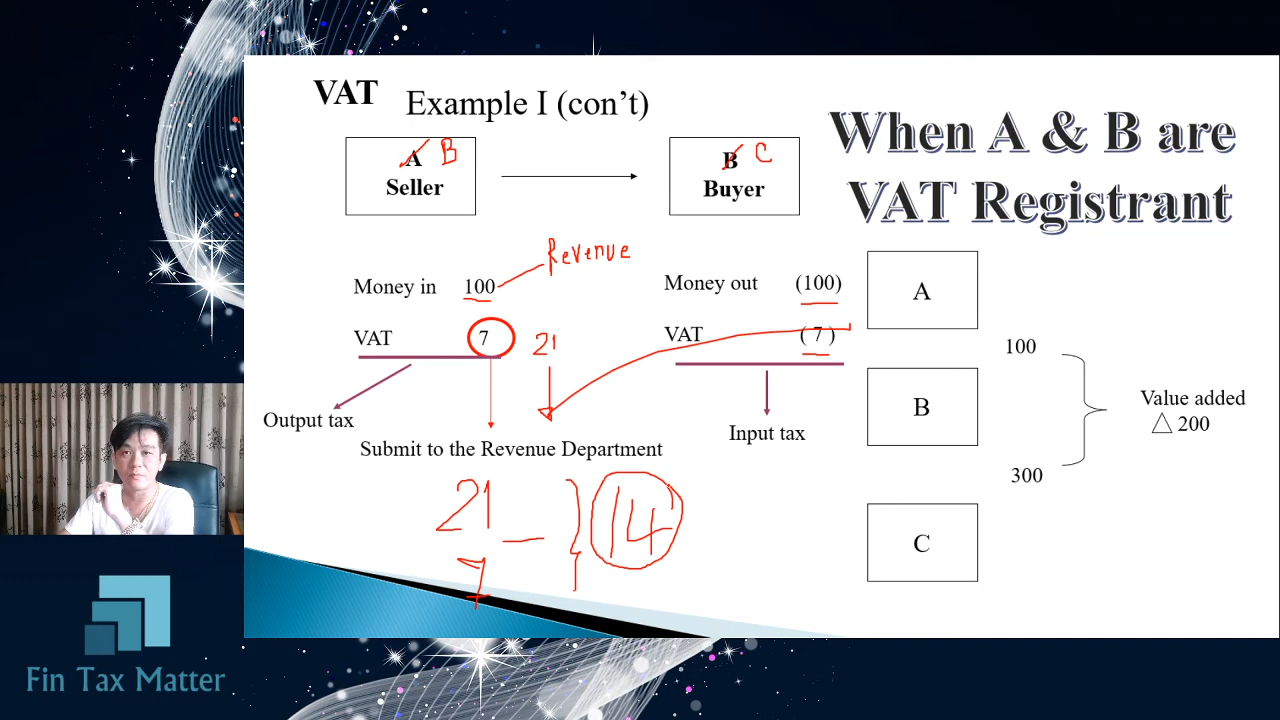 VAT Example I (con't)
When A & B are
VAT Registrant
A B
Seller
B C
Buyer
Revenue
Money in 100
Money out (100)
VAT 7 21
VAT ( 7 )
Output tax
Submit to the Revenue Department
Input tax
21
—
7
14
A
100
B
Value added
△ 200
300
C
Fin Tax Matter